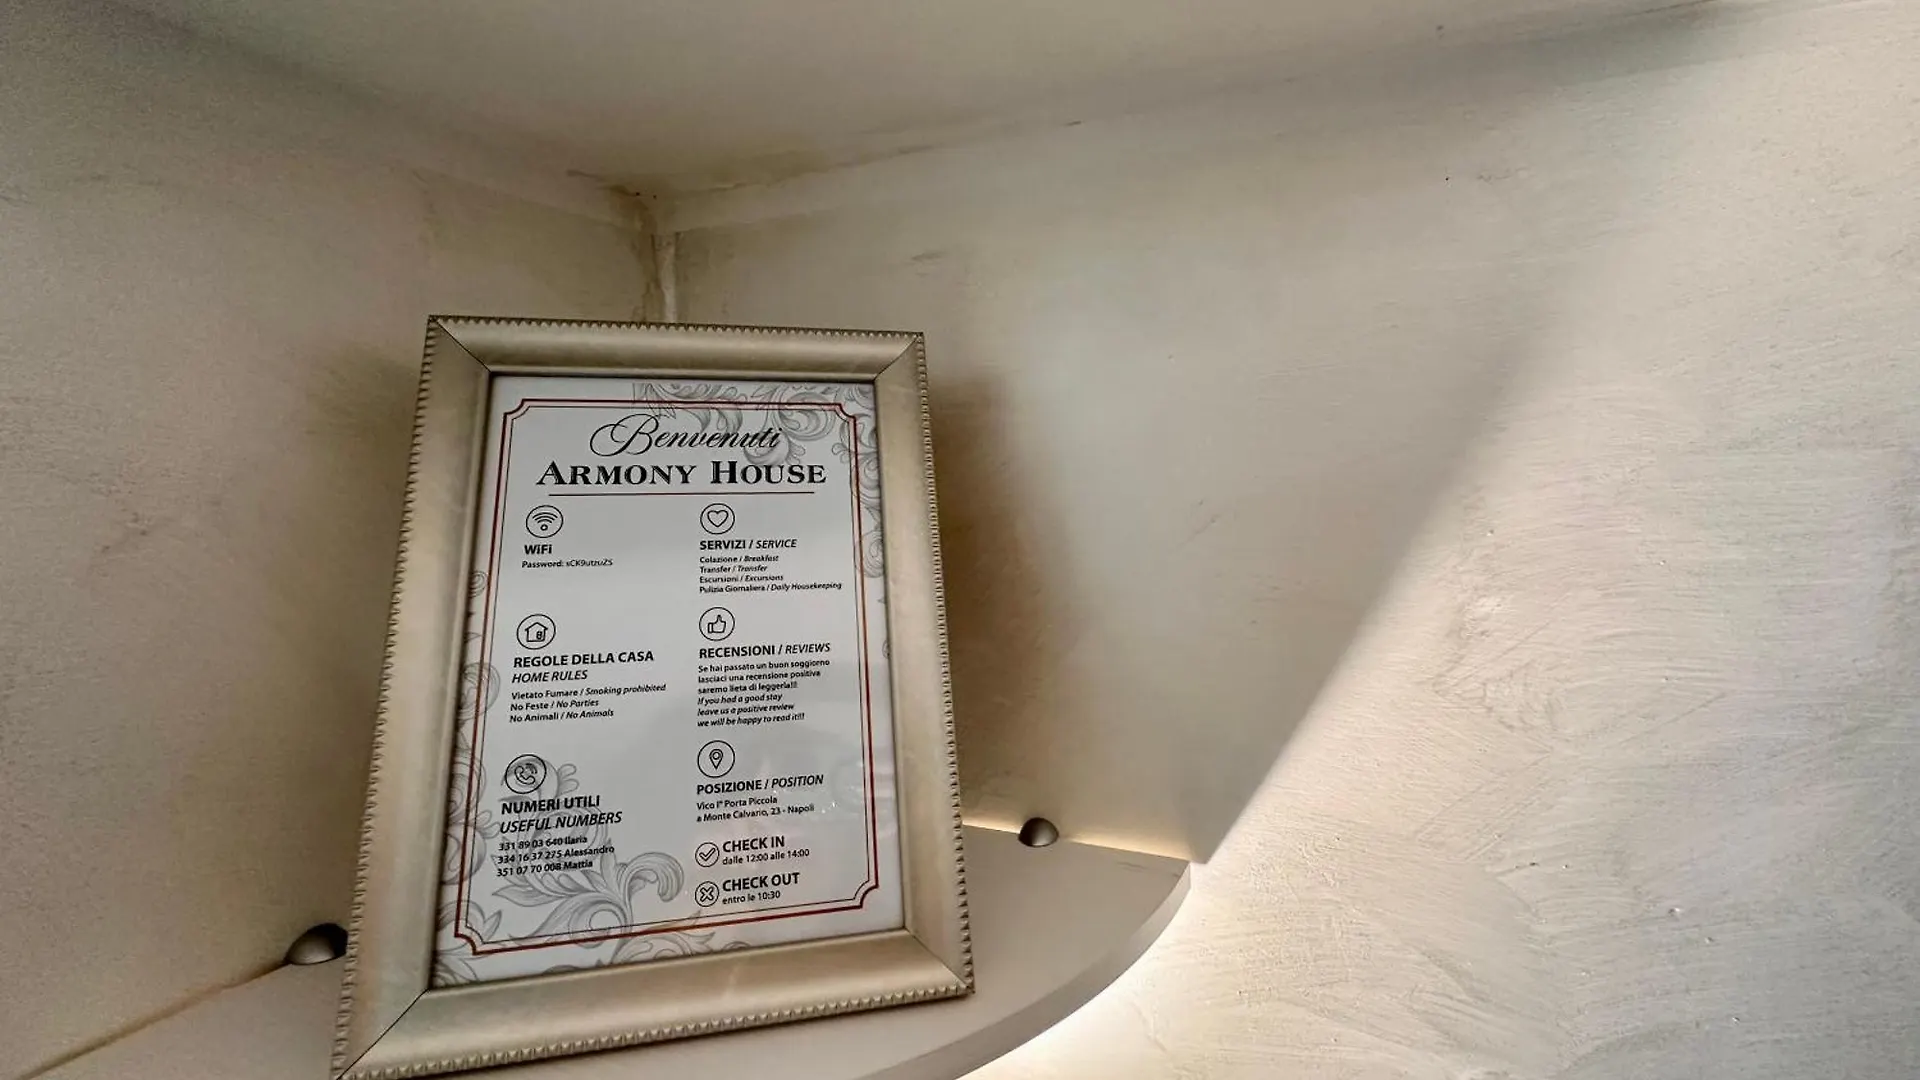 Benvenuti
ARMONY HOUSE
WiFi
Password: sCK9utzuZS
SERVIZI / SERVICE
Colazione / Breakfast
Transfer / Transfer
Escursioni / Excursions
Pulizia Giornaliera / Daily Housekeeping
REGOLE DELLA CASA
HOME RULES
Vietato Fumare / Smoking prohibited
No Feste / No Parties
No Animali / No Animals
RECENSIONI / REVIEWS
Se hai passato un buon soggiorno
lasciaci una recensione positiva
saremo lieta di leggerla!!!
If you had a good stay
leave us a positive review
we will be happy to read it!!!
NUMERI UTILI
USEFUL NUMBERS
331 89 03 640 Ilaria
334 16 37 275 Alessandro
351 07 70 008 Mattia
POSIZIONE / POSITION
Vico I° Porta Piccola
a Monte Calvario, 23 - Napoli
CHECK IN
dalle 12:00 alle 14:00
CHECK OUT
entro le 10:30